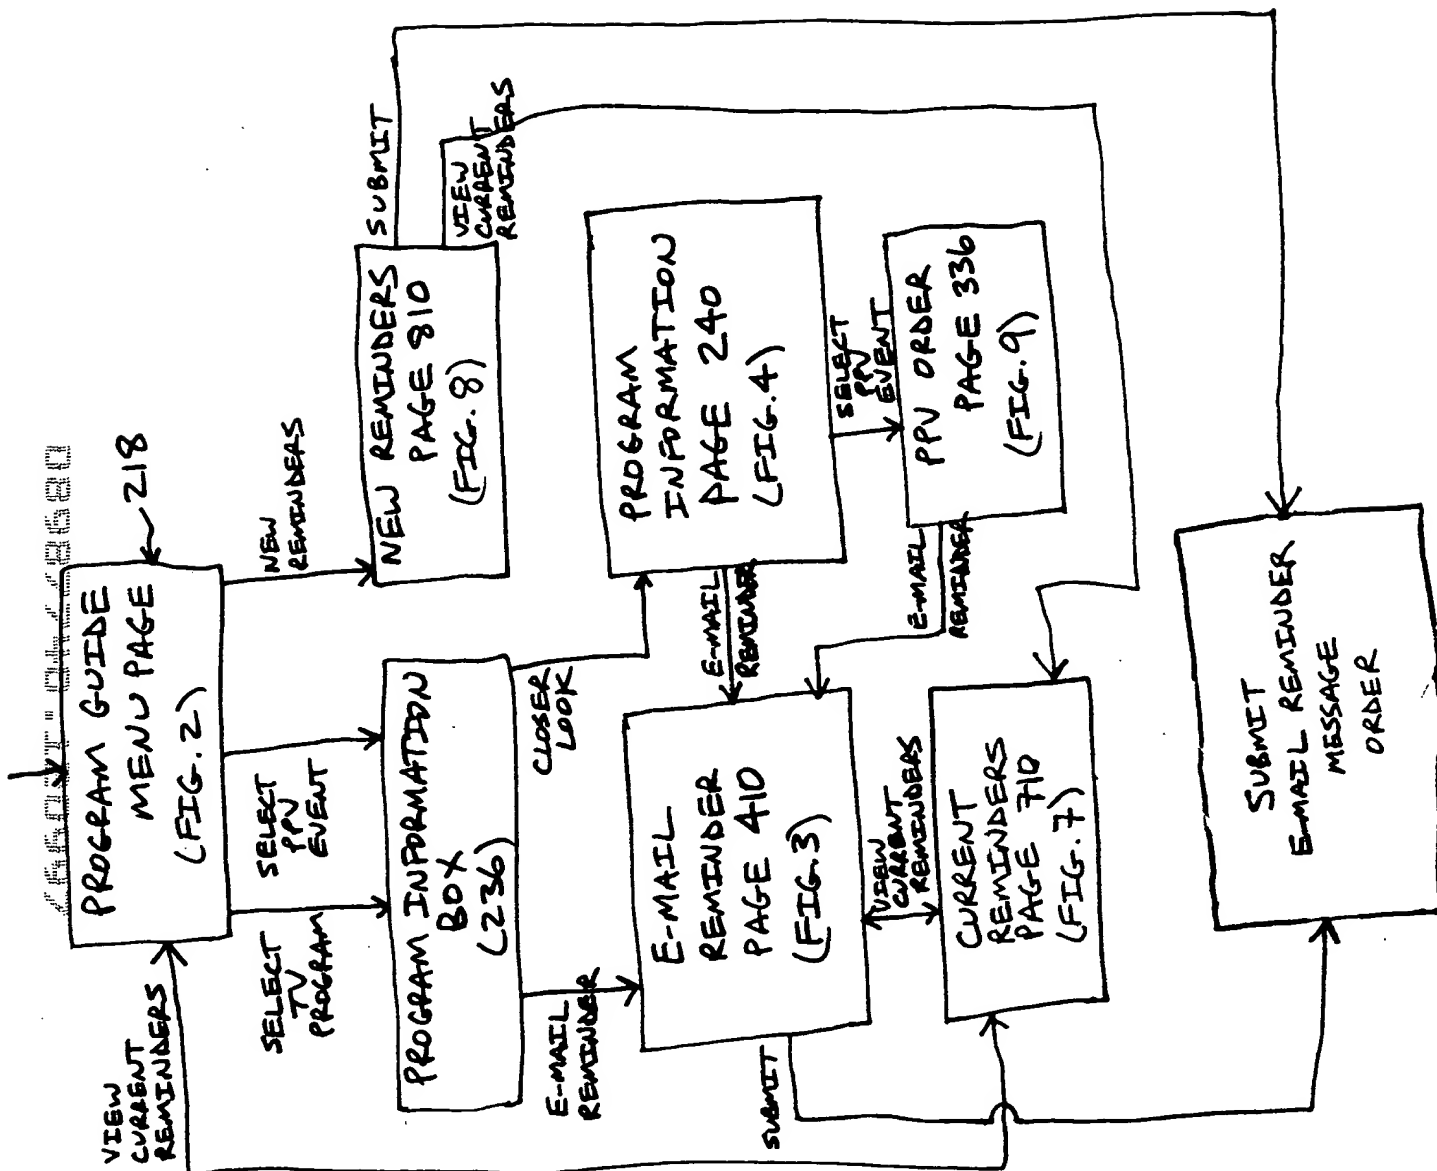 PROGRAM GUIDE
MENU PAGE
(FIG. 2)
218
VIEW
CURRENT
REMINDERS
SELECT
TV
PROGRAM
SELECT
PPV
EVENT
NEW
REMINDERS
PROGRAM INFORMATION
BOX
(236)
NEW REMINDERS
PAGE 810
(FIG. 8)
SUBMIT
VIEW
CURRENT
REMINDERS
E-MAIL
REMINDER
CLOSER
LOOK
PROGRAM
INFORMATION
PAGE 240
(FIG. 4)
E-MAIL
REMINDER
SELECT
PPV
EVENT
E-MAIL
REMINDER
PAGE 410
(FIG. 3)
PPV ORDER
PAGE 336
(FIG. 9)
E-MAIL
REMINDER
SUBMIT
VIEW
CURRENT
REMINDERS
CURRENT
REMINDERS
PAGE 710
(FIG. 7)
SUBMIT
E-MAIL REMINDER
MESSAGE
ORDER